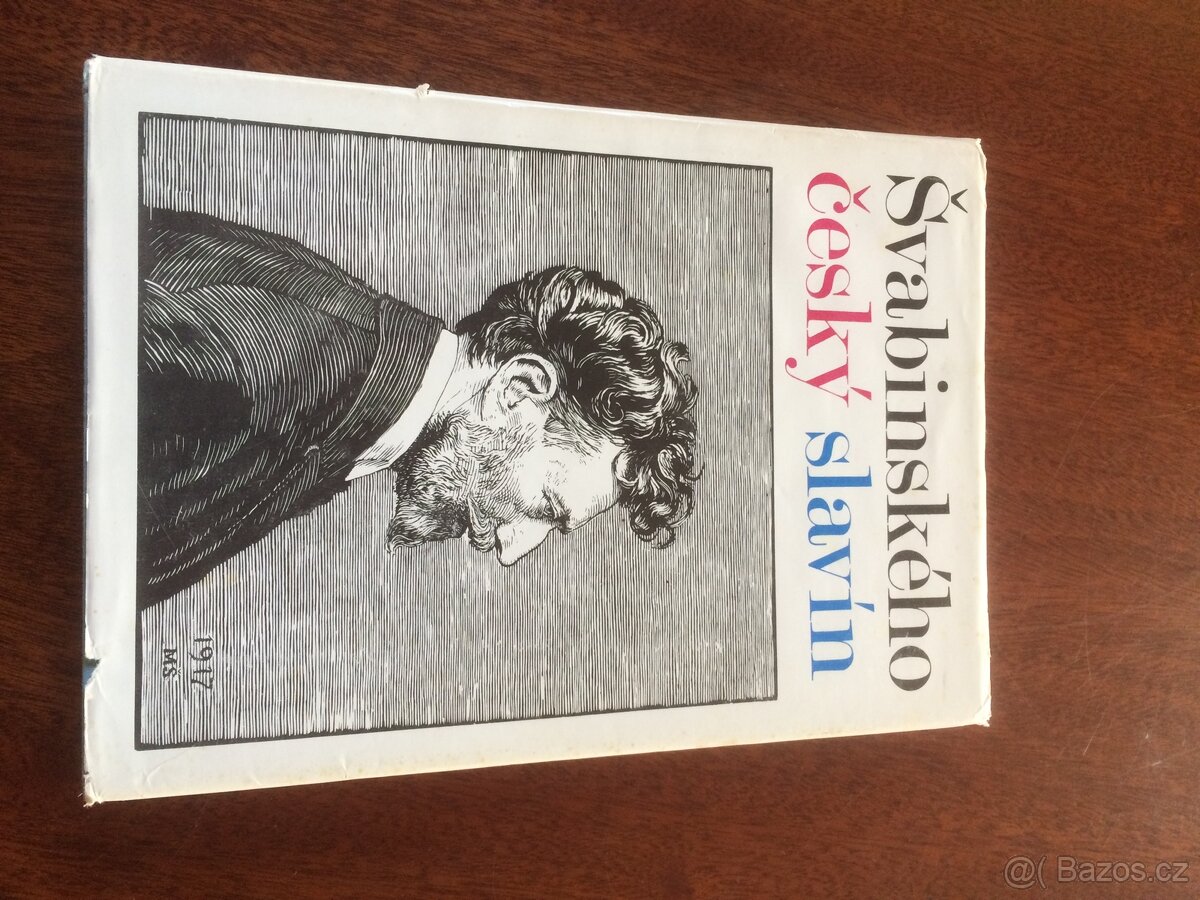 Švabinského
český slavín
1917
MŠ
@( Bazos.cz